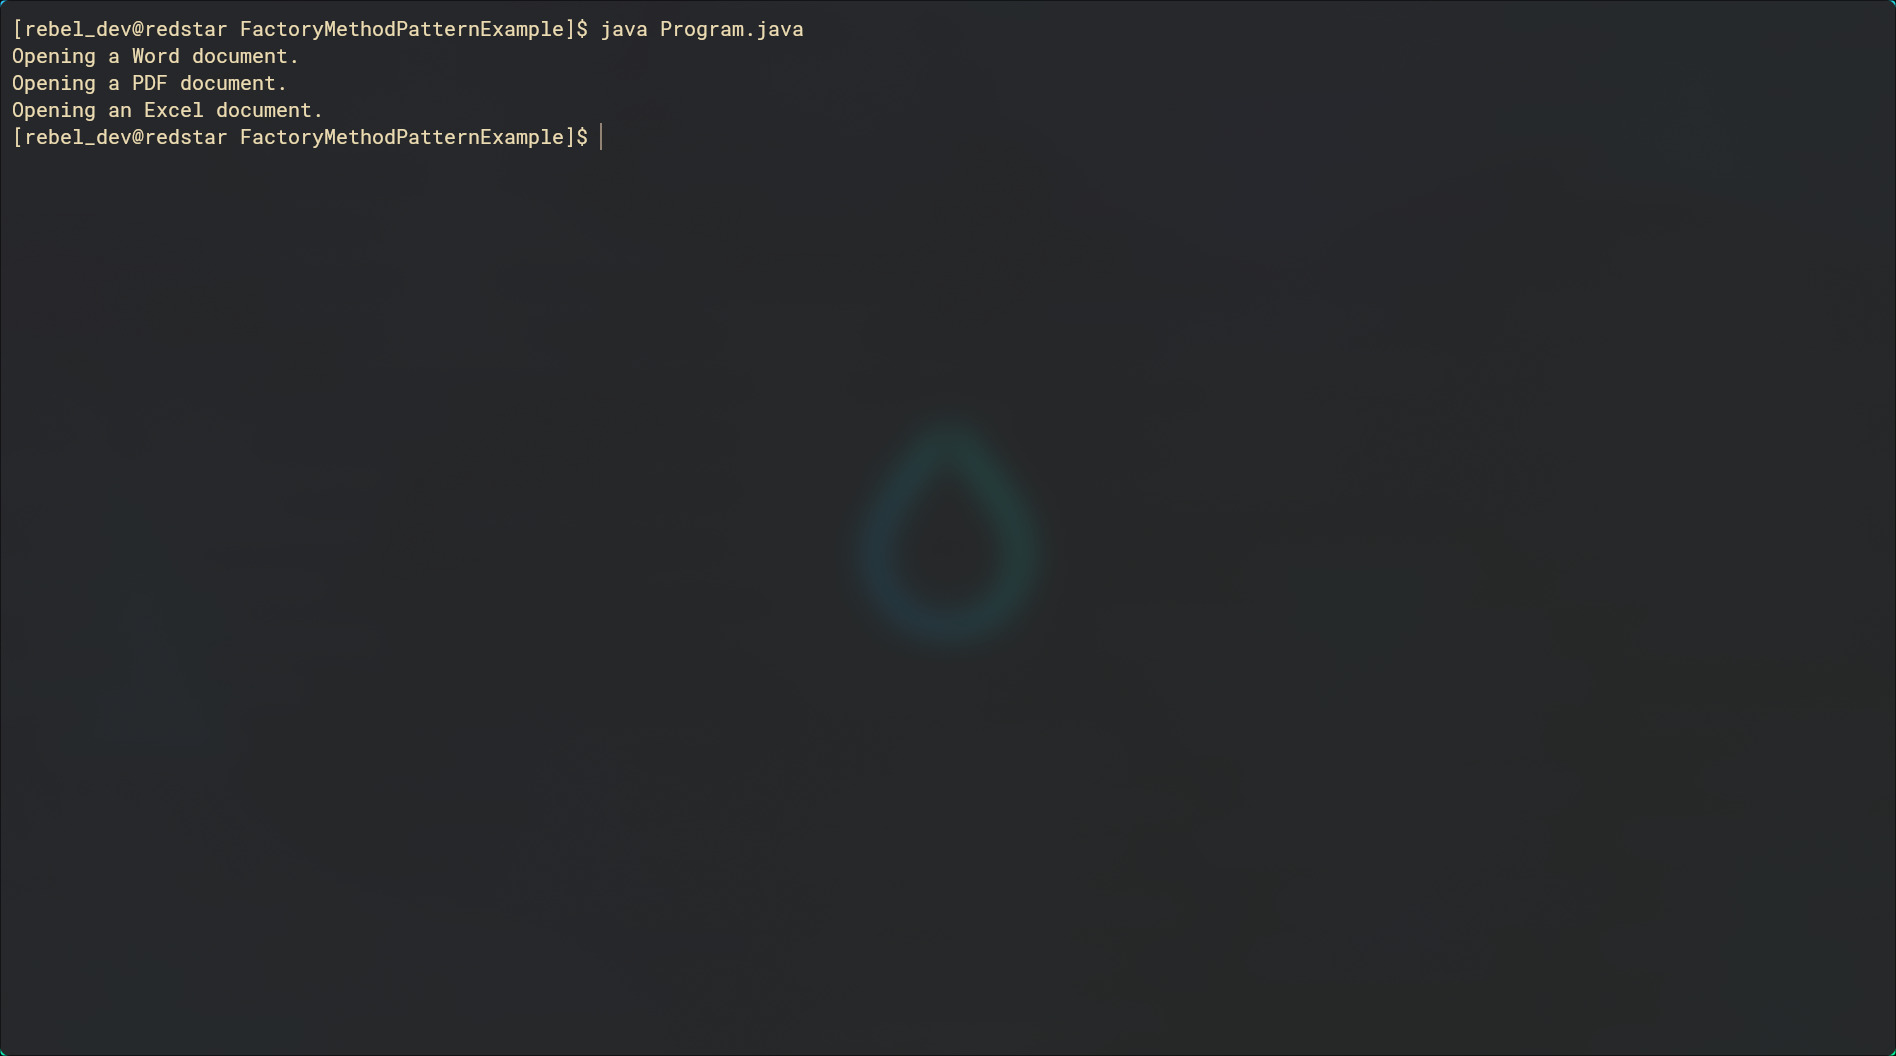 [rebel_dev@redstar FactoryMethodPatternExample]$ java Program.java
Opening a Word document.
Opening a PDF document.
Opening an Excel document.
[rebel_dev@redstar FactoryMethodPatternExample]$